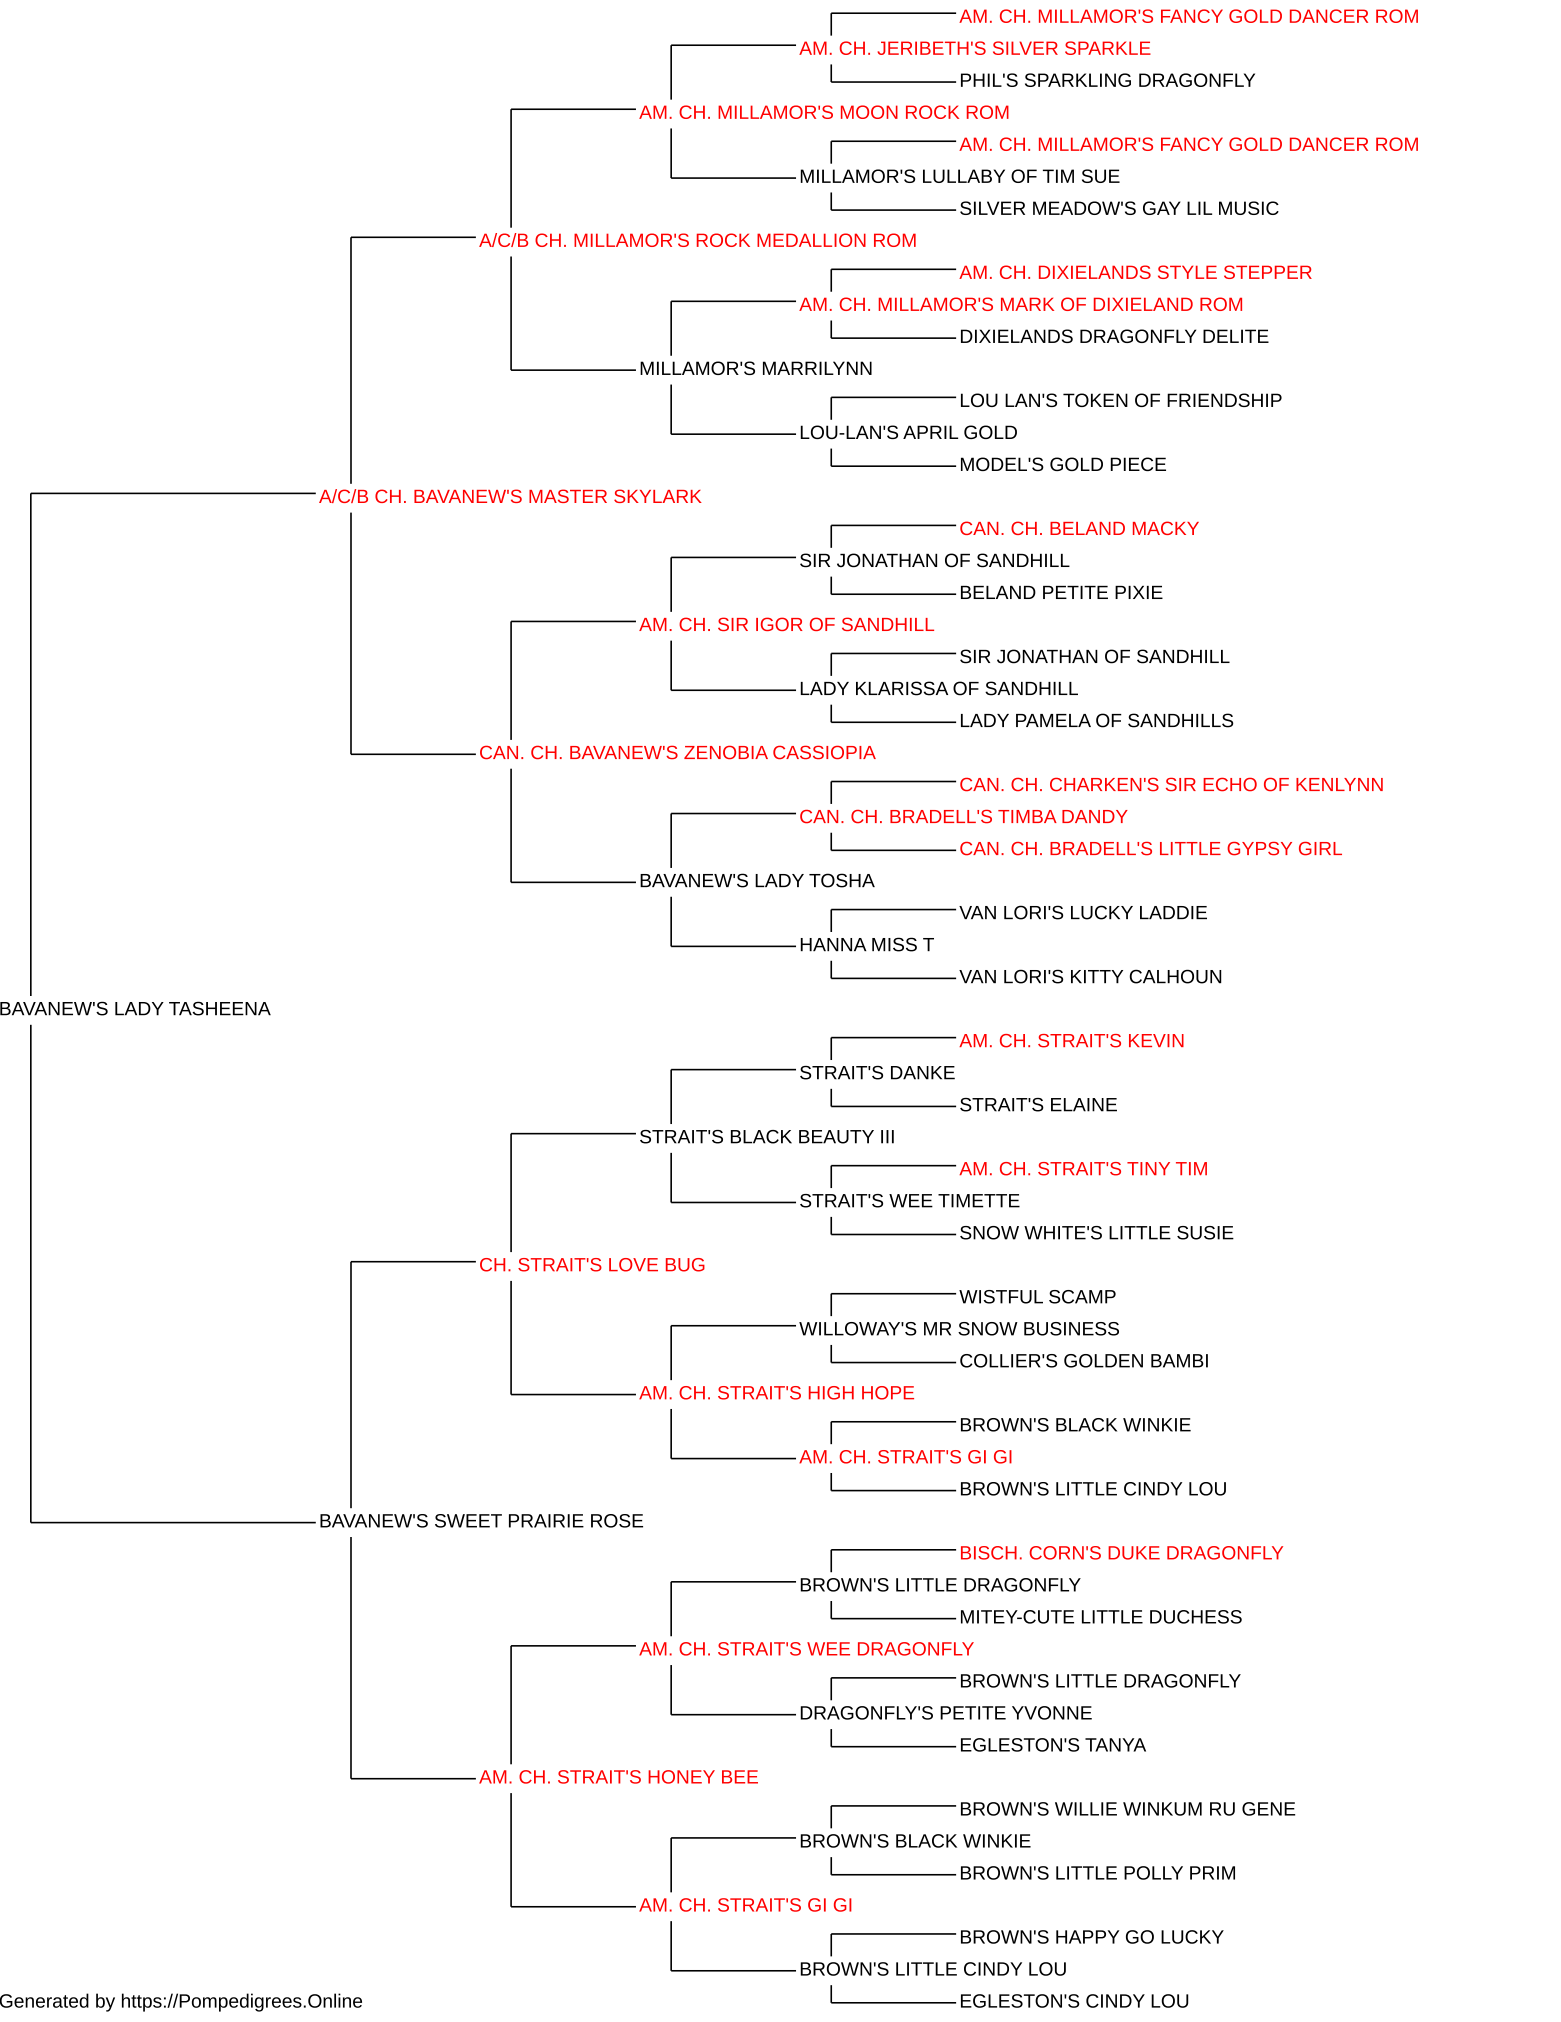 AM. CH. MILLAMOR'S FANCY GOLD DANCER ROM
AM. CH. JERIBETH'S SILVER SPARKLE
PHIL'S SPARKLING DRAGONFLY
AM. CH. MILLAMOR'S MOON ROCK ROM
AM. CH. MILLAMOR'S FANCY GOLD DANCER ROM
MILLAMOR'S LULLABY OF TIM SUE
SILVER MEADOW'S GAY LIL MUSIC
A/C/B CH. MILLAMOR'S ROCK MEDALLION ROM
AM. CH. DIXIELANDS STYLE STEPPER
AM. CH. MILLAMOR'S MARK OF DIXIELAND ROM
DIXIELANDS DRAGONFLY DELITE
MILLAMOR'S MARRILYNN
LOU LAN'S TOKEN OF FRIENDSHIP
LOU-LAN'S APRIL GOLD
MODEL'S GOLD PIECE
A/C/B CH. BAVANEW'S MASTER SKYLARK
CAN. CH. BELAND MACKY
SIR JONATHAN OF SANDHILL
BELAND PETITE PIXIE
AM. CH. SIR IGOR OF SANDHILL
SIR JONATHAN OF SANDHILL
LADY KLARISSA OF SANDHILL
LADY PAMELA OF SANDHILLS
CAN. CH. BAVANEW'S ZENOBIA CASSIOPIA
CAN. CH. CHARKEN'S SIR ECHO OF KENLYNN
CAN. CH. BRADELL'S TIMBA DANDY
CAN. CH. BRADELL'S LITTLE GYPSY GIRL
BAVANEW'S LADY TOSHA
VAN LORI'S LUCKY LADDIE
HANNA MISS T
VAN LORI'S KITTY CALHOUN
BAVANEW'S LADY TASHEENA
AM. CH. STRAIT'S KEVIN
STRAIT'S DANKE
STRAIT'S ELAINE
STRAIT'S BLACK BEAUTY III
AM. CH. STRAIT'S TINY TIM
STRAIT'S WEE TIMETTE
SNOW WHITE'S LITTLE SUSIE
CH. STRAIT'S LOVE BUG
WISTFUL SCAMP
WILLOWAY'S MR SNOW BUSINESS
COLLIER'S GOLDEN BAMBI
AM. CH. STRAIT'S HIGH HOPE
BROWN'S BLACK WINKIE
AM. CH. STRAIT'S GI GI
BROWN'S LITTLE CINDY LOU
BAVANEW'S SWEET PRAIRIE ROSE
BISCH. CORN'S DUKE DRAGONFLY
BROWN'S LITTLE DRAGONFLY
MITEY-CUTE LITTLE DUCHESS
AM. CH. STRAIT'S WEE DRAGONFLY
BROWN'S LITTLE DRAGONFLY
DRAGONFLY'S PETITE YVONNE
EGLESTON'S TANYA
AM. CH. STRAIT'S HONEY BEE
BROWN'S WILLIE WINKUM RU GENE
BROWN'S BLACK WINKIE
BROWN'S LITTLE POLLY PRIM
AM. CH. STRAIT'S GI GI
BROWN'S HAPPY GO LUCKY
BROWN'S LITTLE CINDY LOU
EGLESTON'S CINDY LOU
Generated by https://Pompedigrees.Online